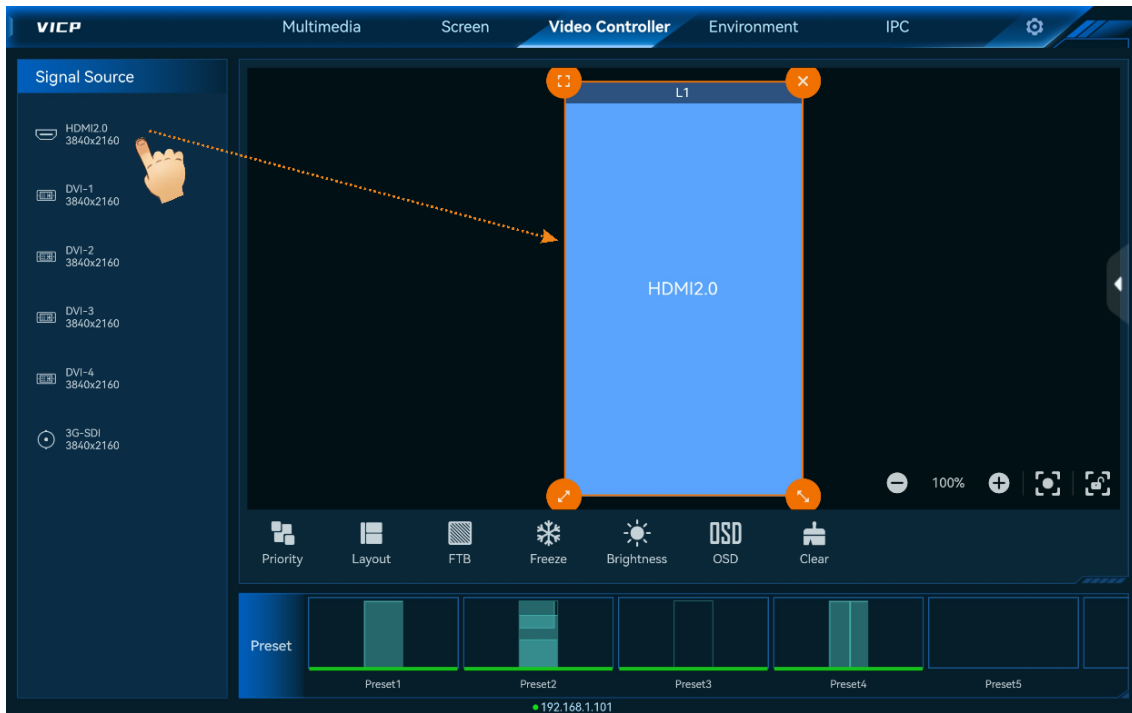 VICP
Multimedia
Screen
Video Controller
Environment
IPC
Signal Source
HDMI2.0
3840x2160
DVI-1
3840x2160
DVI-2
3840x2160
DVI-3
3840x2160
DVI-4
3840x2160
3G-SDI
3840x2160
L1
HDMI2.0
100%
Priority
Layout
FTB
Freeze
Brightness
OSD
OSD
Clear
Preset
Preset1
Preset2
Preset3
Preset4
Preset5
192.168.1.101